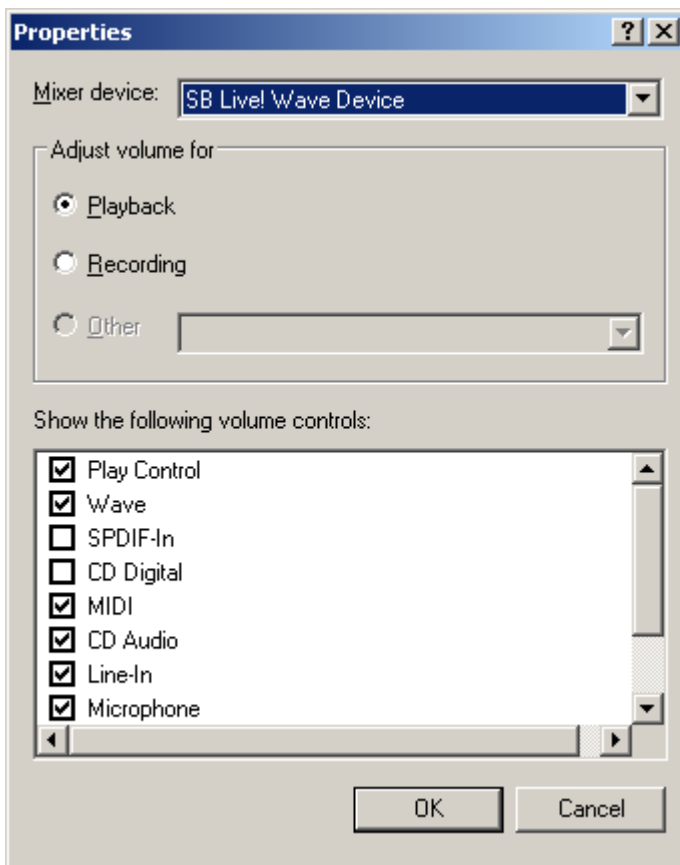 Properties
Mixer device: SB Live! Wave Device
Adjust volume for
Playback
Recording
Other
Show the following volume controls:
Play Control
Wave
SPDIF-In
CD Digital
MIDI
CD Audio
Line-In
Microphone
OK Cancel